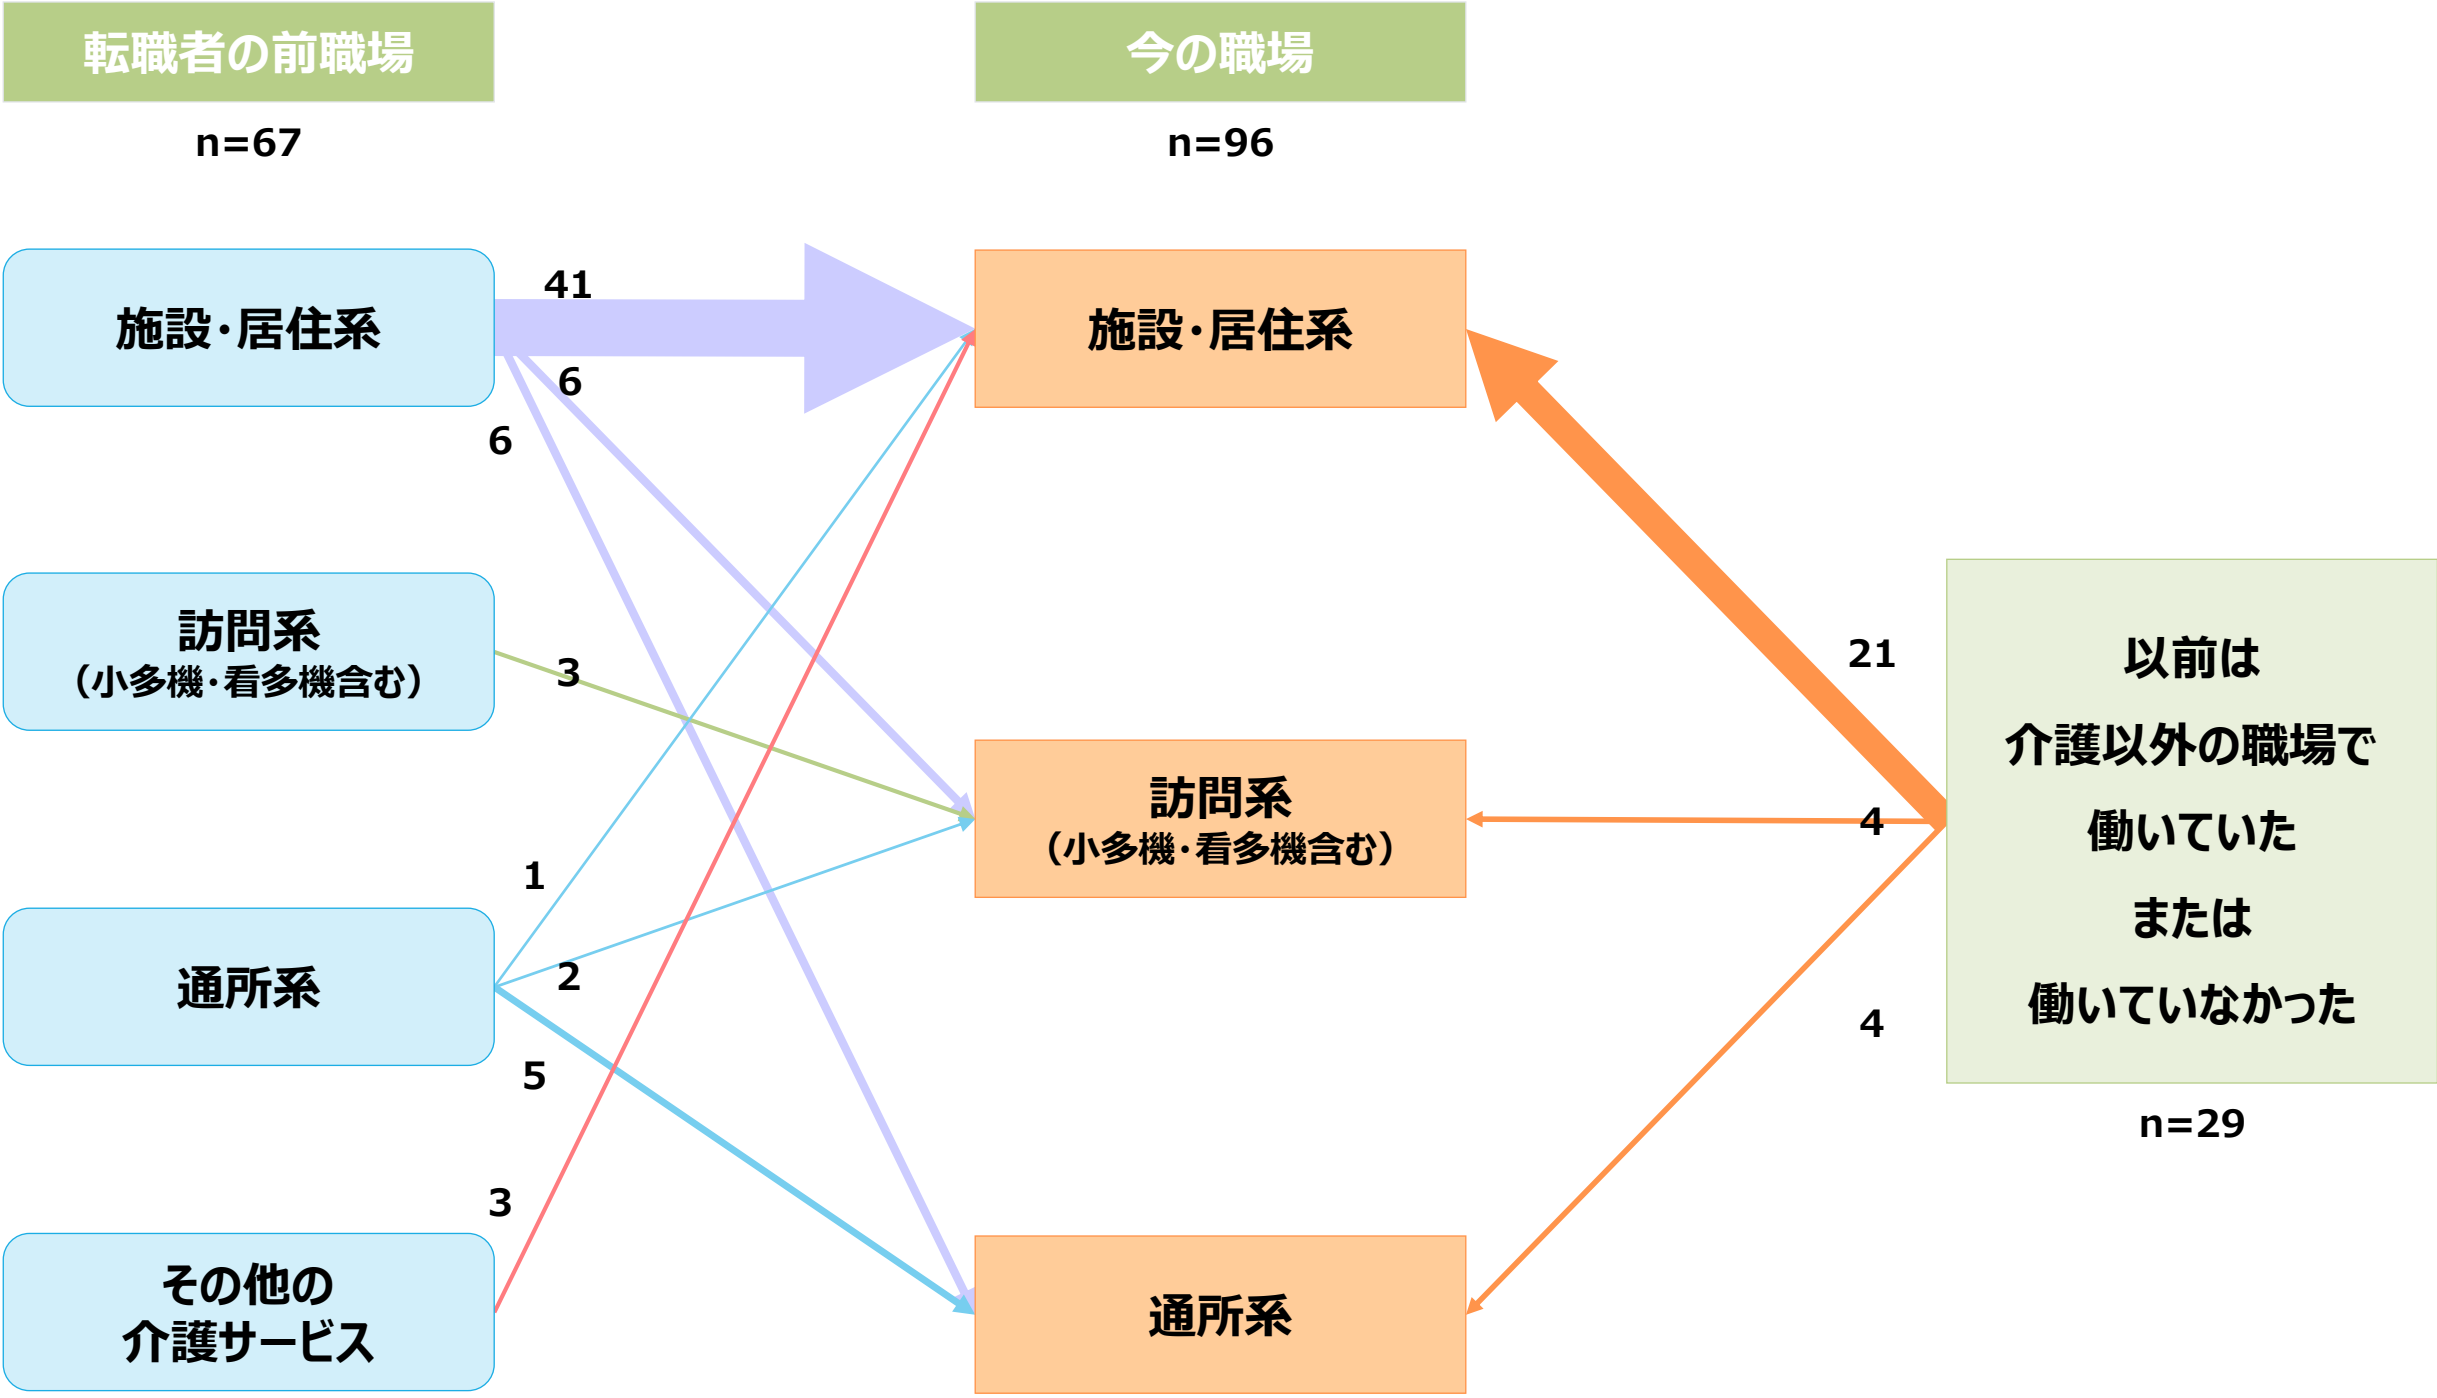 転職者の前職場
今の職場
n=67
n=96
施設・居住系
41
6
6
施設・居住系
訪問系
（小多機・看多機含む）
3
訪問系
（小多機・看多機含む）
通所系
1
2
5
その他の
介護サービス
3
通所系
21
4
4
以前は
介護以外の職場で
働いていた
または
働いていなかった
n=29